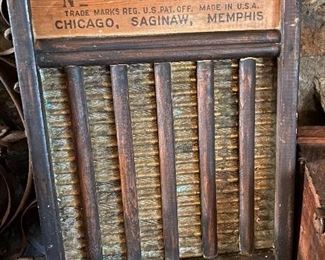 N
TRADE MARKS REG. U.S. PAT. OFF. MADE IN U.S.A.
CHICAGO, SAGINAW, MEMPHIS